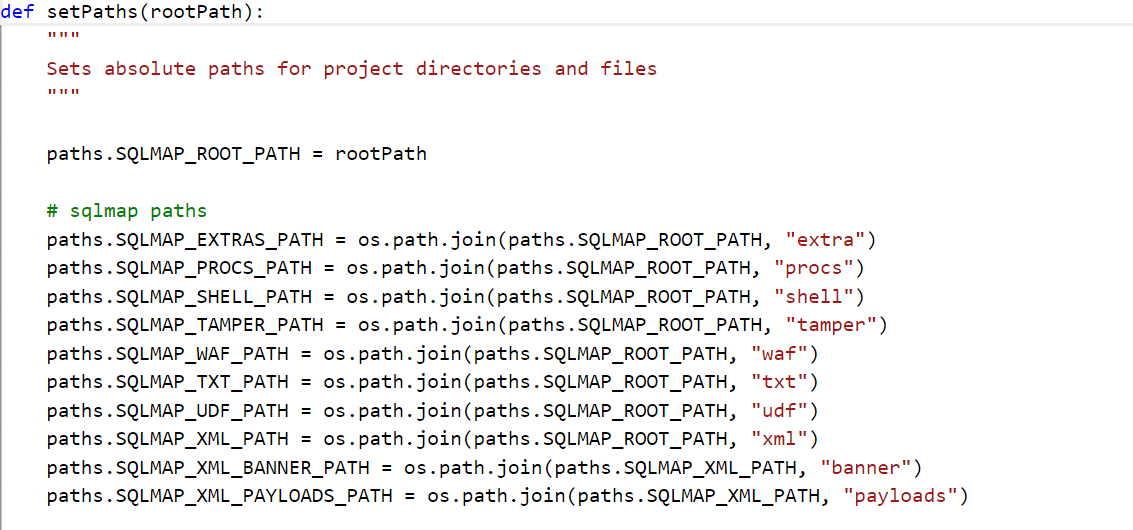 def setPaths(rootPath):
    """
    Sets absolute paths for project directories and files
    """
    paths.SQLMAP_ROOT_PATH = rootPath
    # sqlmap paths
    paths.SQLMAP_EXTRAS_PATH = os.path.join(paths.SQLMAP_ROOT_PATH, "extra")
    paths.SQLMAP_PROCS_PATH = os.path.join(paths.SQLMAP_ROOT_PATH, "procs")
    paths.SQLMAP_SHELL_PATH = os.path.join(paths.SQLMAP_ROOT_PATH, "shell")
    paths.SQLMAP_TAMPER_PATH = os.path.join(paths.SQLMAP_ROOT_PATH, "tamper")
    paths.SQLMAP_WAF_PATH = os.path.join(paths.SQLMAP_ROOT_PATH, "waf")
    paths.SQLMAP_TXT_PATH = os.path.join(paths.SQLMAP_ROOT_PATH, "txt")
    paths.SQLMAP_UDF_PATH = os.path.join(paths.SQLMAP_ROOT_PATH, "udf")
    paths.SQLMAP_XML_PATH = os.path.join(paths.SQLMAP_ROOT_PATH, "xml")
    paths.SQLMAP_XML_BANNER_PATH = os.path.join(paths.SQLMAP_XML_PATH, "banner")
    paths.SQLMAP_XML_PAYLOADS_PATH = os.path.join(paths.SQLMAP_XML_PATH, "payloads")